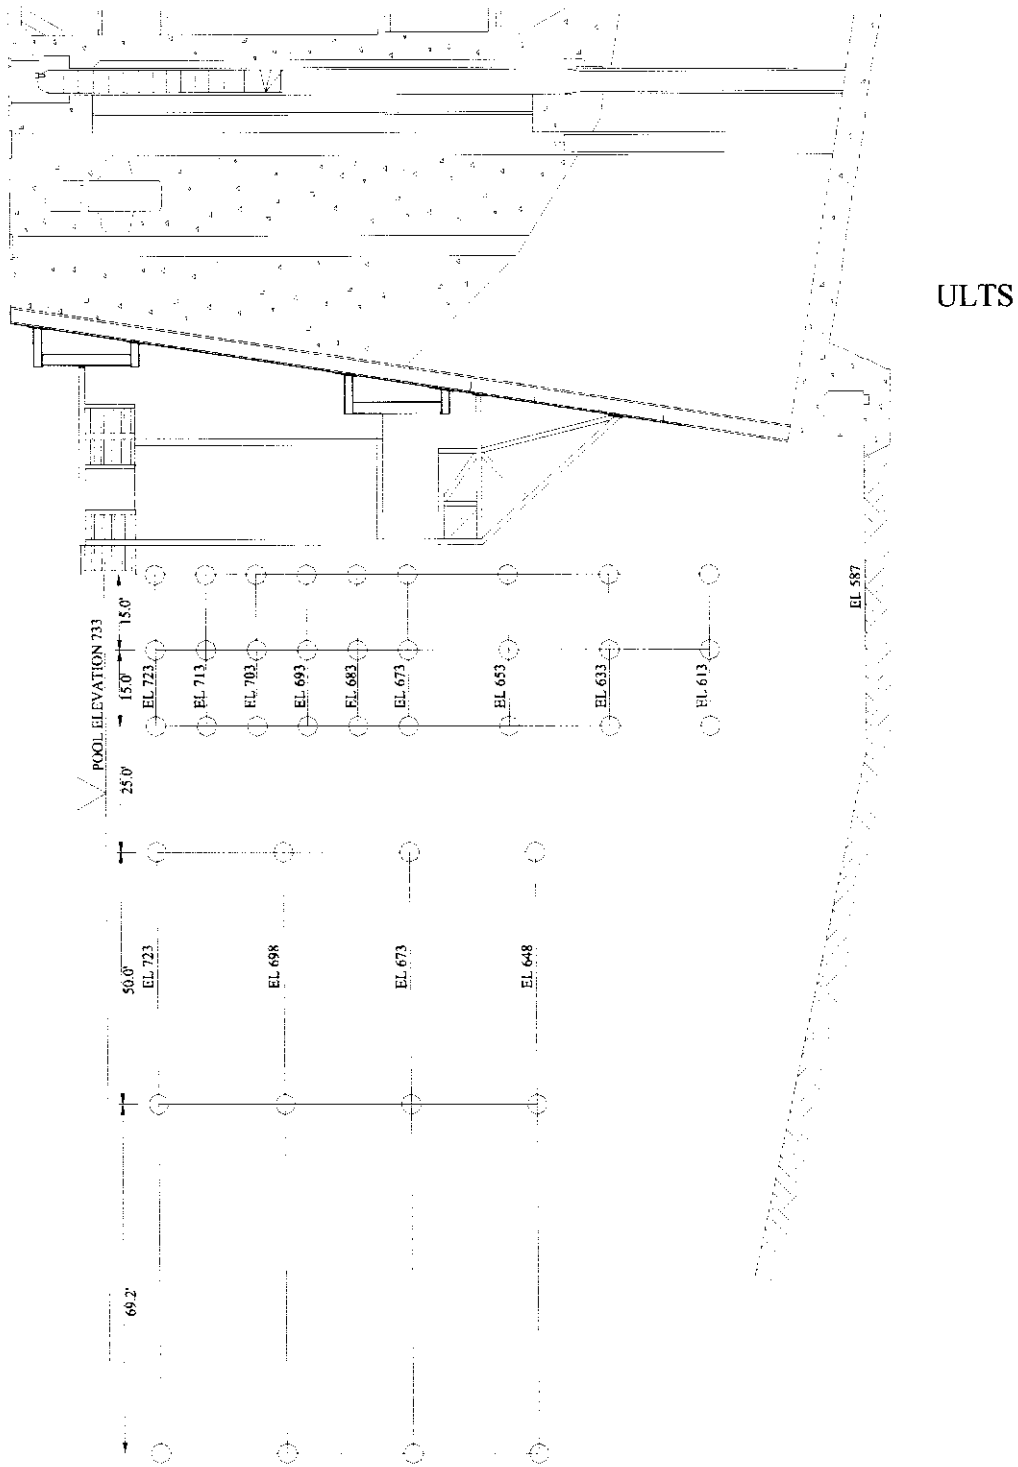 ULTS
EL 587
POOL ELEVATION 733
15.0'
15.0'
25.0'
50.0'
69.2'
EL 723
EL 713
EL 703
EL 693
EL 683
EL 673
EL 653
EL 633
EL 613
EL 723
EL 698
EL 673
EL 648